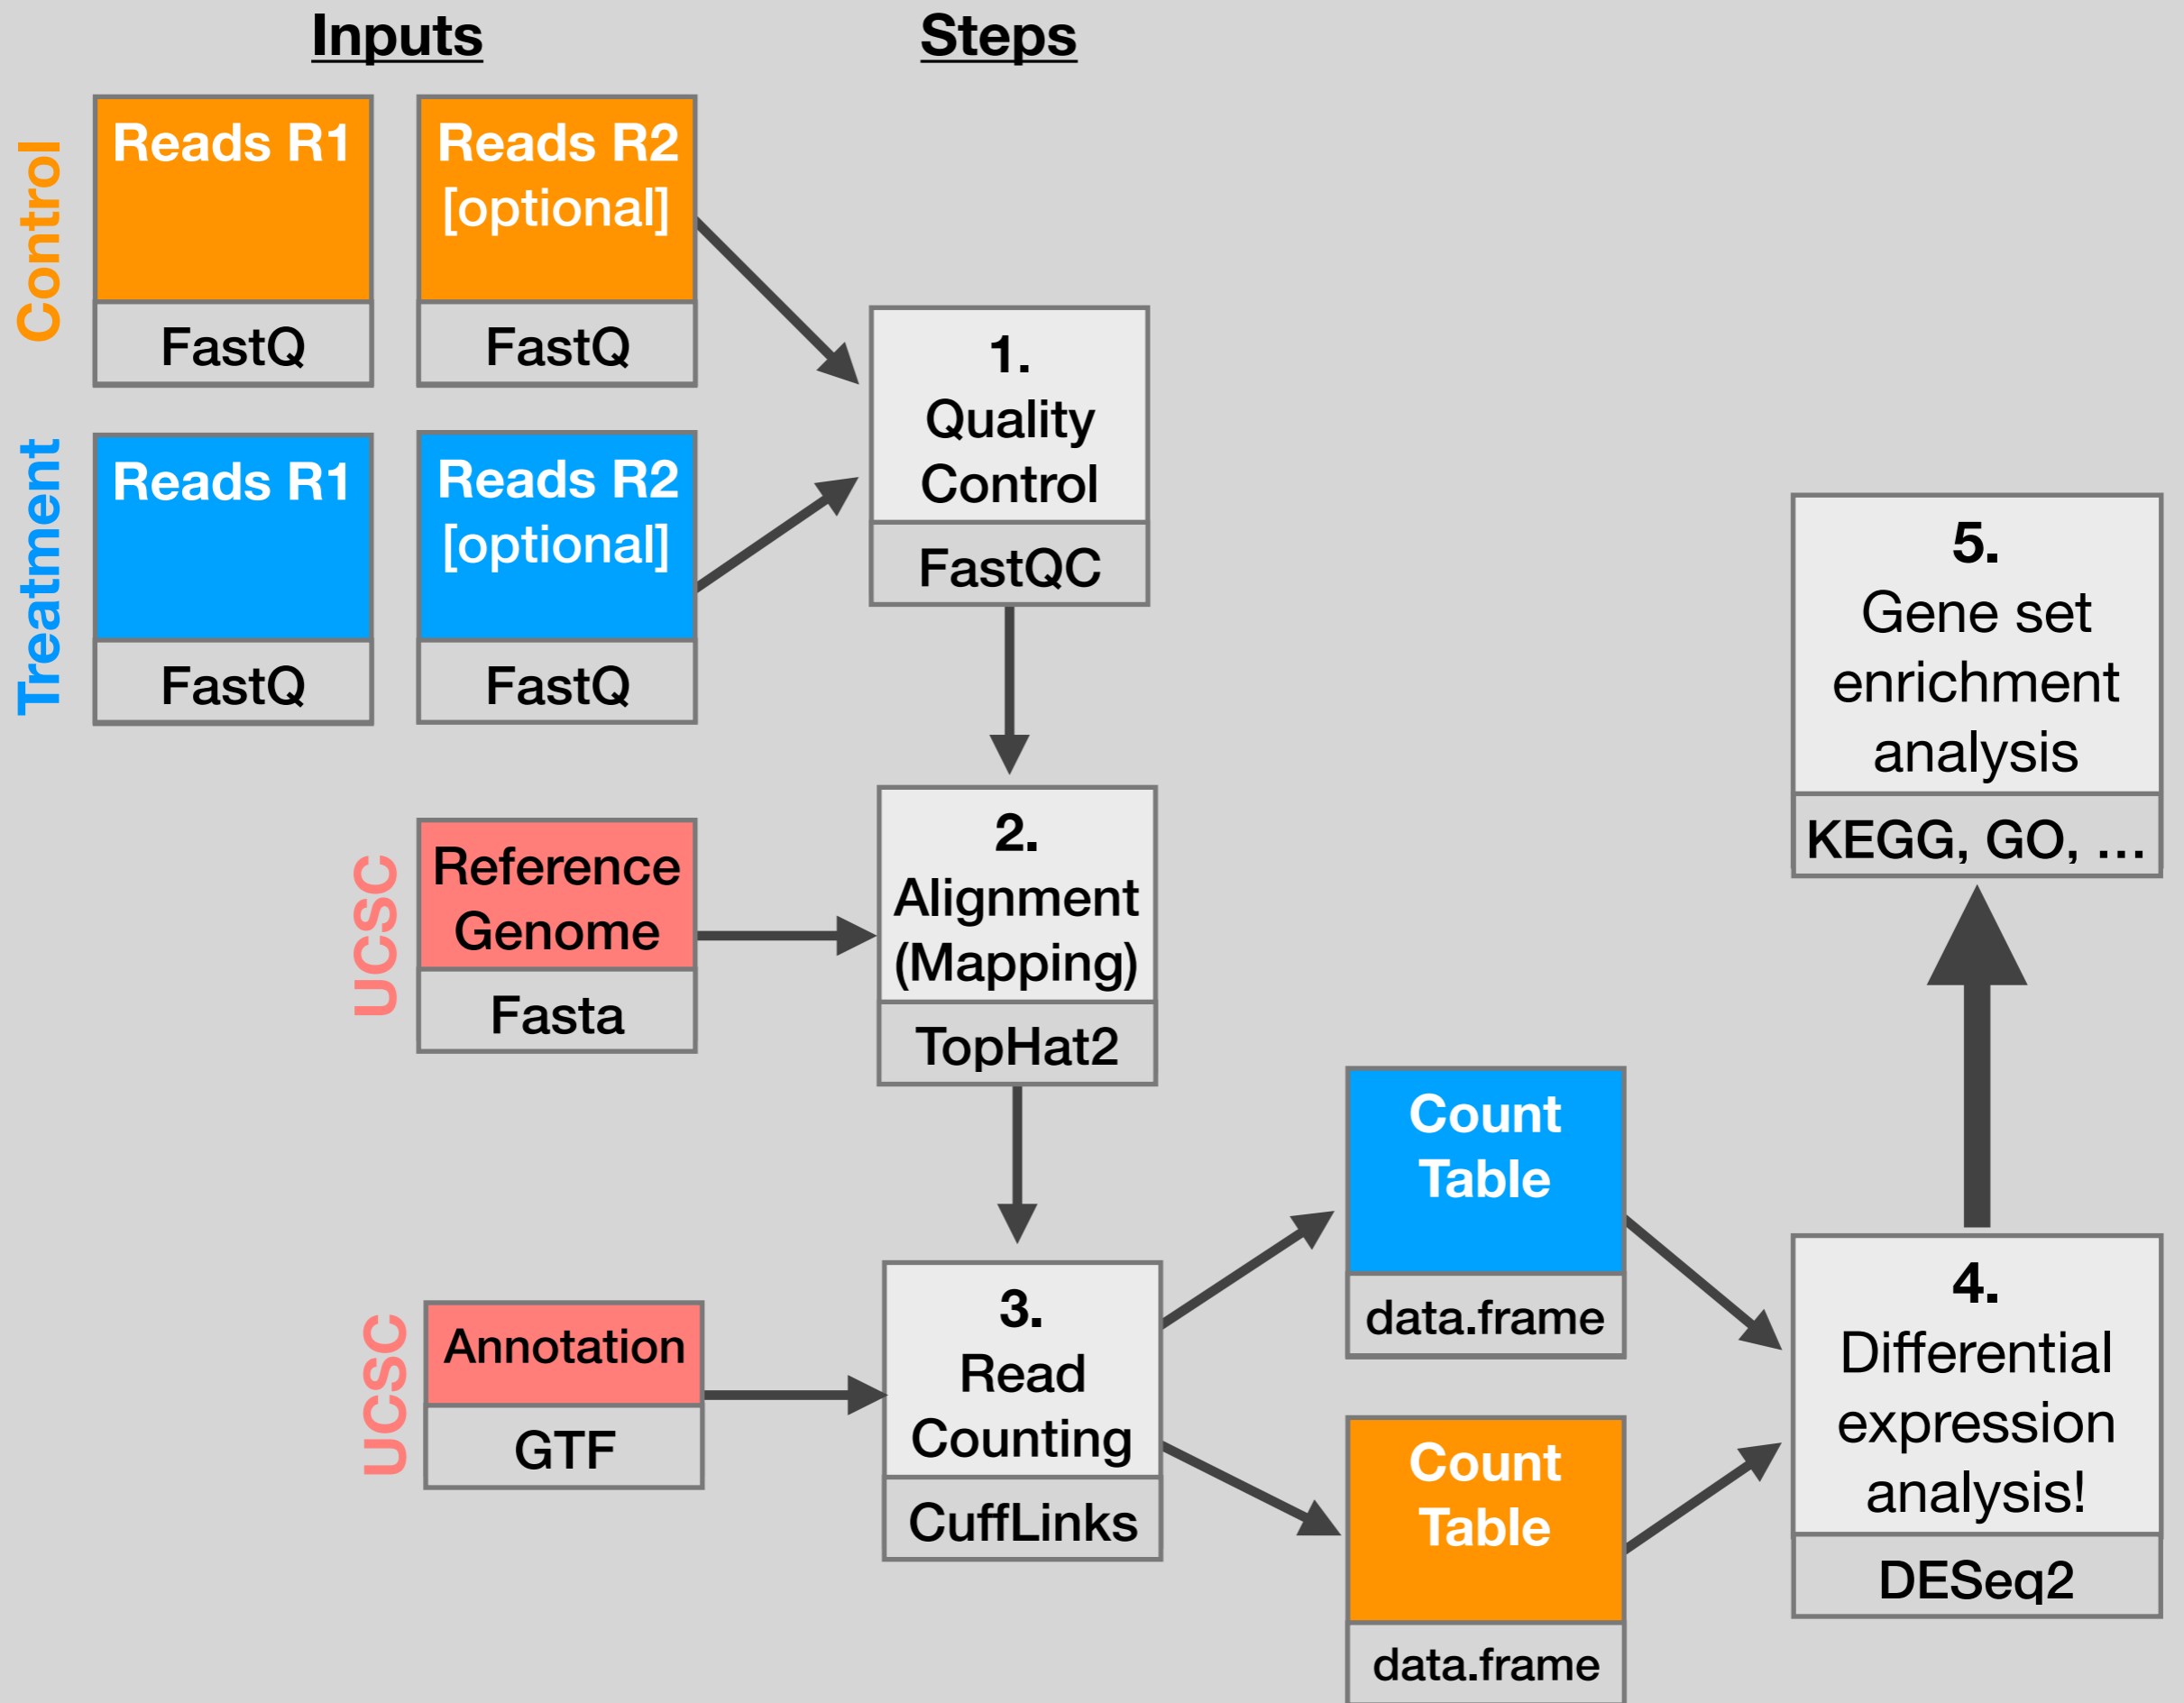 Inputs
Steps
Control
Reads R1
FastQ
Reads R2
[optional]
FastQ
Treatment
Reads R1
FastQ
Reads R2
[optional]
FastQ
1.
Quality
Control
FastQC
UCSC
Reference
Genome
Fasta
2.
Alignment
(Mapping)
TopHat2
UCSC
Annotation
GTF
3.
Read
Counting
CuffLinks
Count
Table
data.frame
Count
Table
data.frame
4.
Differential
expression
analysis!
DESeq2
5.
Gene set
enrichment
analysis
KEGG, GO, ...